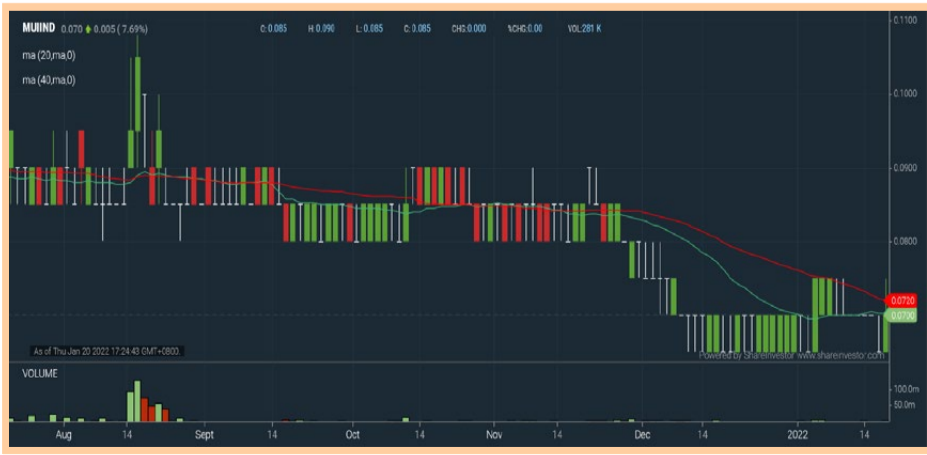 MUIIND 0.070 0.005 ( 7.69%) O: 0.085 H: 0.090 L: 0.085 C: 0.085 CHG:0.000 %CHG:0.00 VOL:281 K
ma (20,ma,0)
ma (40,ma,0)
0.1100
0.1000
0.0900
0.0800
0.0720
0.0700
As of Thu Jan 20 2022 17:24:43 GMT+0800.
Powered by ShareInvestor www.shareinvestor.com
VOLUME
100.0m
50.0m
Aug 14 Sept 14 Oct 14 Nov 14 Dec 14 2022 14